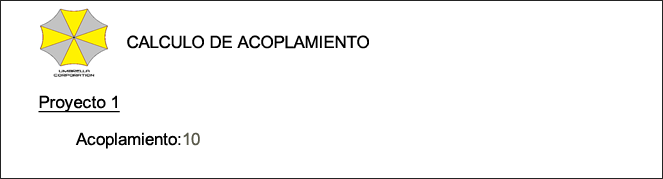 UMBRELLA
CORPORATION
CALCULO DE ACOPLAMIENTO
Proyecto 1
Acoplamiento:10